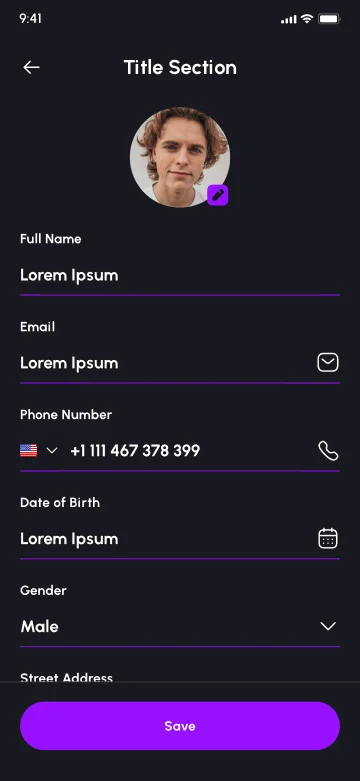 9:41
Title Section
Full Name
Lorem Ipsum
Email
Lorem Ipsum
Phone Number
+1 111 467 378 399
Date of Birth
Lorem Ipsum
Gender
Male
Street Address
Save